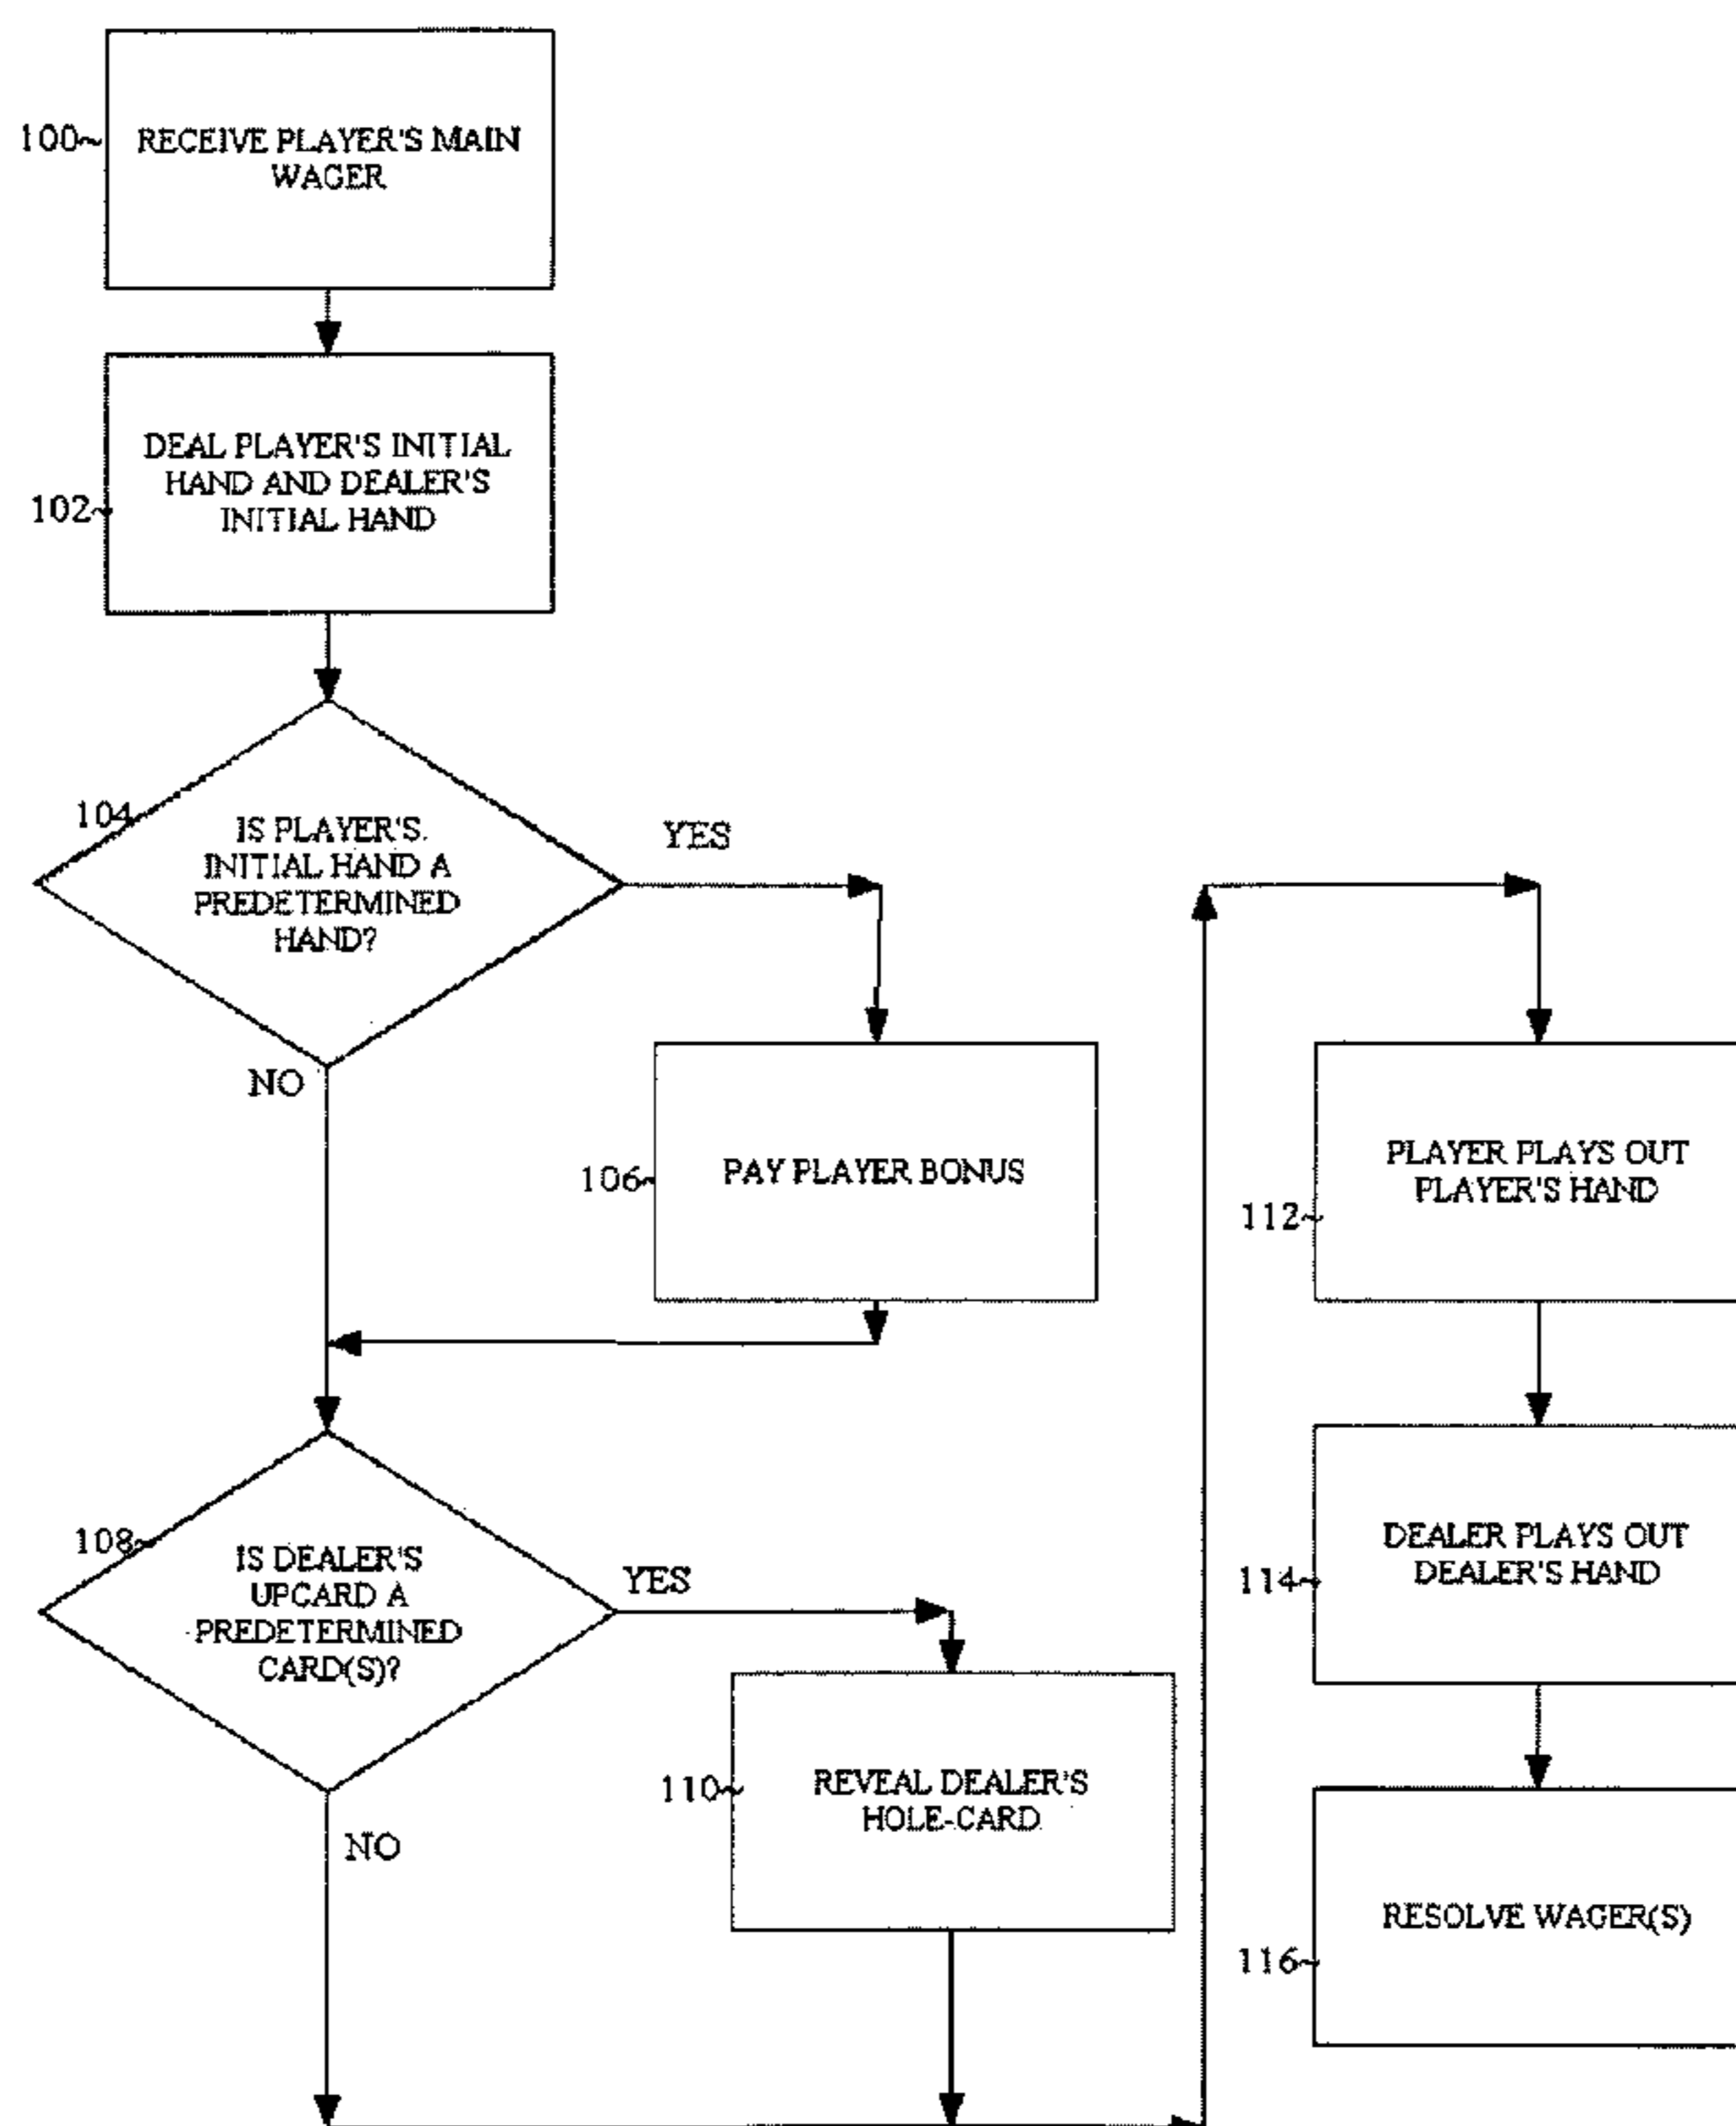 100~
RECEIVE PLAYER'S MAIN
WAGER
DEAL PLAYER'S INITIAL
HAND AND DEALER'S
INITIAL HAND
102~
104
IS PLAYER'S
INITIAL HAND A
PREDETERMINED
HAND?
YES
NO
106~
PAY PLAYER BONUS
108~
IS DEALER'S
UPCARD A
PREDETERMINED
CARD(S)?
YES
NO
110~
REVEAL DEALER'S
HOLE-CARD
PLAYER PLAYS OUT
PLAYER'S HAND
112~
DEALER PLAYS OUT
DEALER'S HAND
114~
RESOLVE WAGER(S)
116~